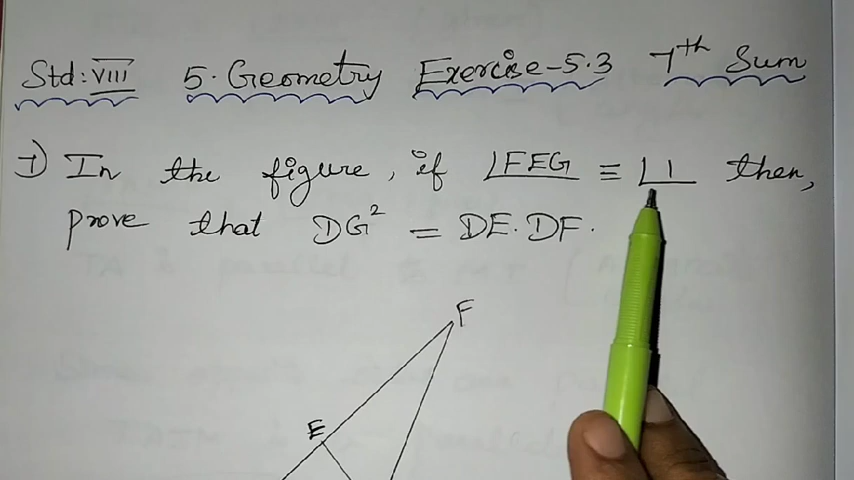 Std: VIII 5. Geometry Exercise-5.3 7th Sum
7) In the figure, if ∠FEG ≡ ∠1 then,
prove that DG² = DE. DF.
F
E